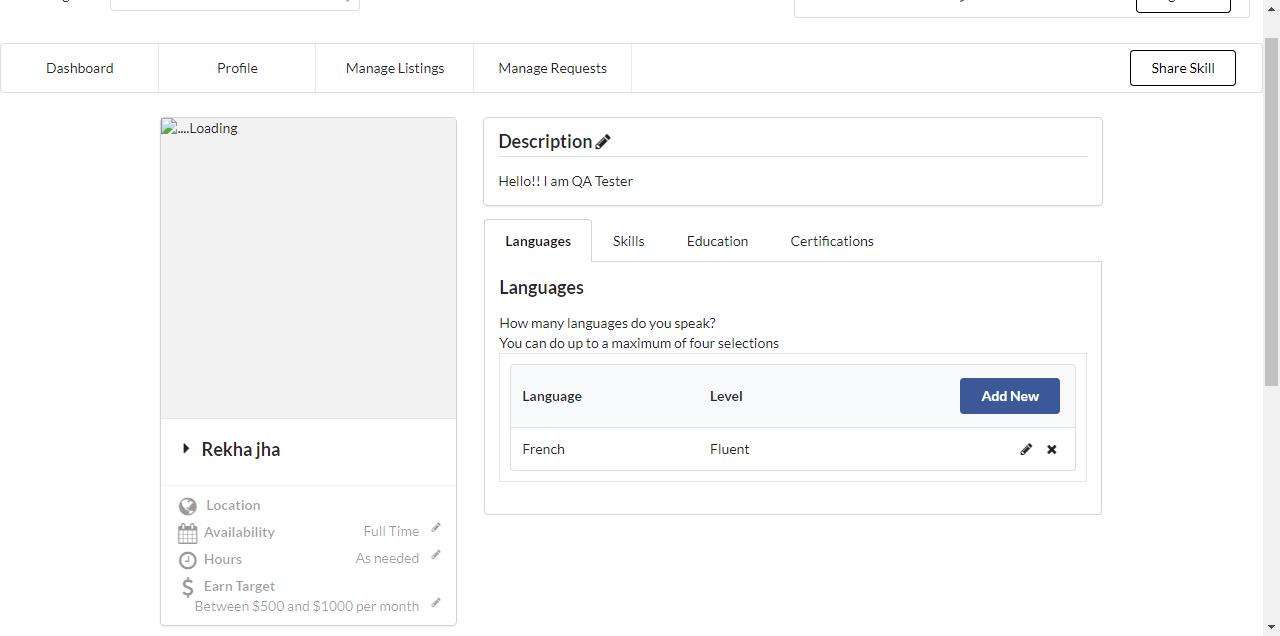 Dashboard Profile Manage Listings Manage Requests Share Skill
....Loading
Rekha jha
Location
Availability Full Time
Hours As needed
Earn Target
Between $500 and $1000 per month
Description
Hello!! I am QA Tester
Languages Skills Education Certifications
Languages
How many languages do you speak?
You can do up to a maximum of four selections
Language Level Add New
French Fluent